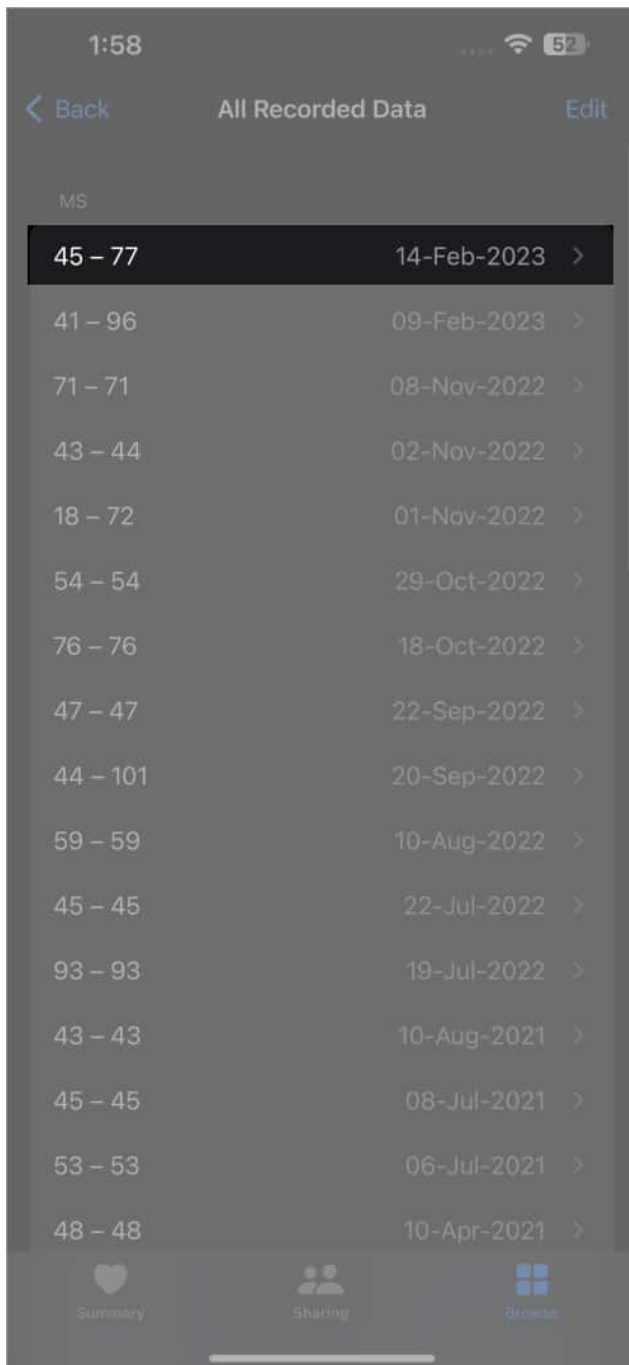 1:58 52
Back All Recorded Data Edit
MS
45 – 77 14-Feb-2023
41 – 96 09-Feb-2023
71 – 71 08-Nov-2022
43 – 44 02-Nov-2022
18 – 72 01-Nov-2022
54 – 54 29-Oct-2022
76 – 76 18-Oct-2022
47 – 47 22-Sep-2022
44 – 101 20-Sep-2022
59 – 59 10-Aug-2022
45 – 45 22-Jul-2022
93 – 93 19-Jul-2022
43 – 43 10-Aug-2021
45 – 45 08-Jul-2021
53 – 53 06-Jul-2021
48 – 48 10-Apr-2021
Summary Sharing Browse